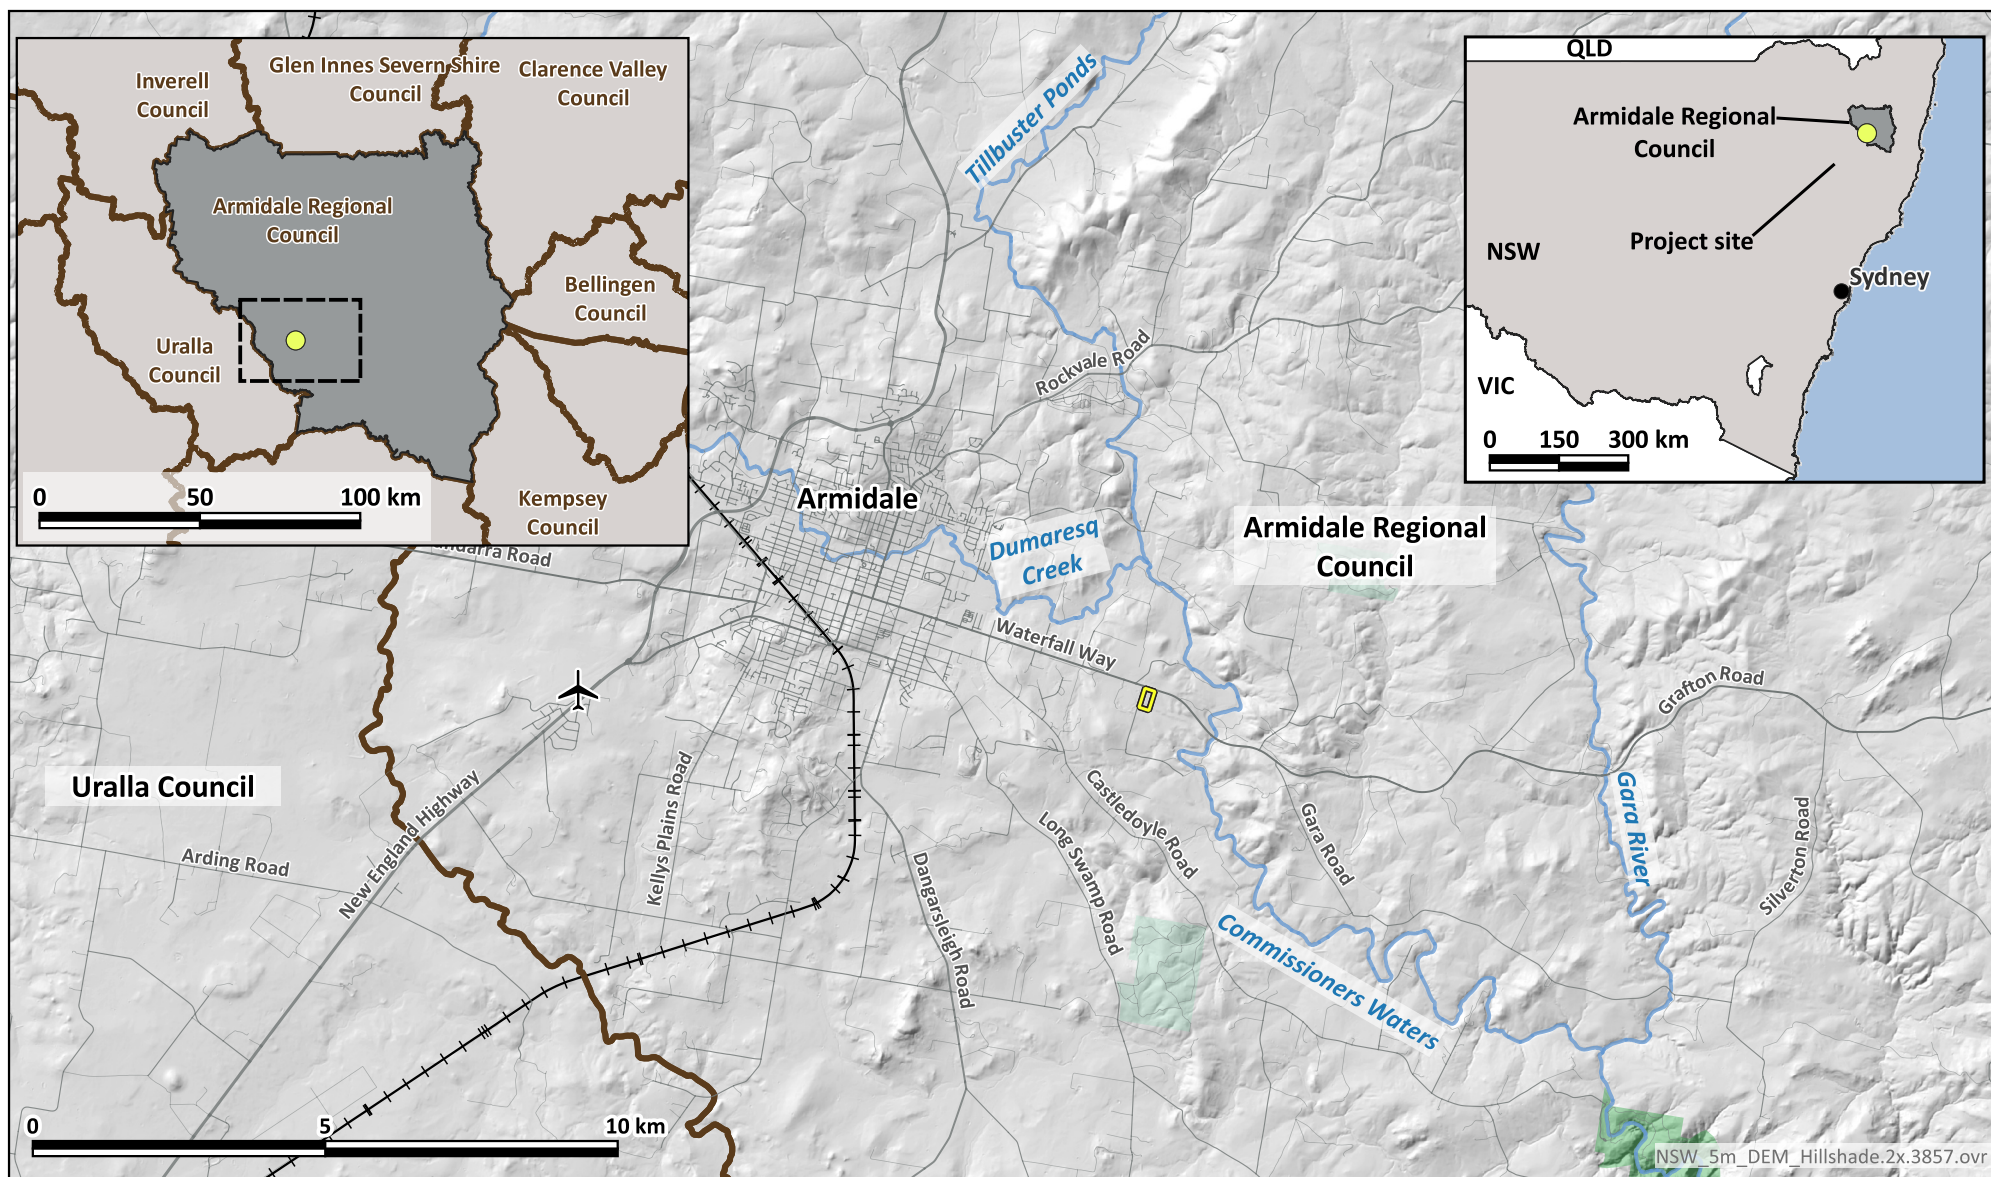 Inverell
Council
Glen Innes Severn Shire
Council
Clarence Valley
Council
Armidale Regional
Council
Bellingen
Council
Uralla
Council
Kempsey
Council
0 50 100 km
QLD
Armidale Regional
Council
Project site
NSW
Sydney
VIC
0 150 300 km
Tillbuster Ponds
Rockvale Road
Armidale
Dumaresq
Creek
Armidale Regional
Council
Waterfall Way
Grafton Road
Uralla Council
New England Highway
Arding Road
Kellys Plains Road
Dangarsleigh Road
Long Swamp Road
Castledoyle Road
Gara Road
Gara River
Silverton Road
Commissioners Waters
0 5 10 km
NSW_5m_DEM_Hillshade.2x.3857.ovr